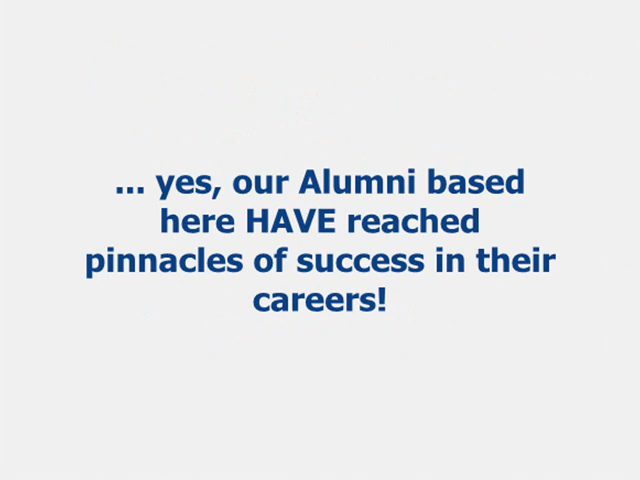 ... yes, our Alumni based
here HAVE reached
pinnacles of success in their
careers!